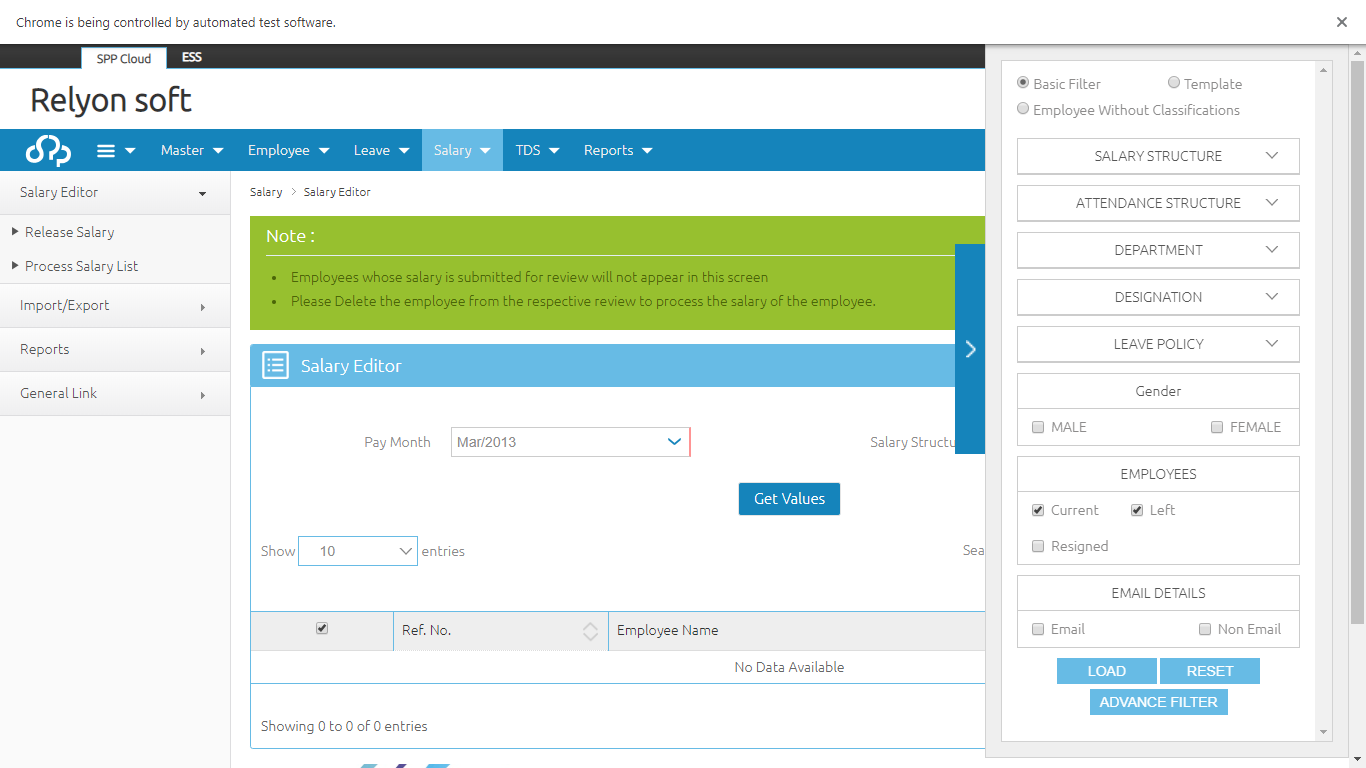 Chrome is being controlled by automated test software.
SPP Cloud ESS
Relyon soft
Master Employee Leave Salary TDS Reports
Salary Editor
Release Salary
Process Salary List
Import/Export
Reports
General Link
Salary > Salary Editor
Note :
Employees whose salary is submitted for review will not appear in this screen
Please Delete the employee from the respective review to process the salary of the employee.
Salary Editor
Pay Month Mar/2013 Salary Structu
Get Values
Show 10 entries Sea
Ref. No. Employee Name
No Data Available
Showing 0 to 0 of 0 entries
Basic Filter Template
Employee Without Classifications
SALARY STRUCTURE
ATTENDANCE STRUCTURE
DEPARTMENT
DESIGNATION
LEAVE POLICY
Gender
MALE FEMALE
EMPLOYEES
Current Left
Resigned
EMAIL DETAILS
Email Non Email
LOAD RESET
ADVANCE FILTER